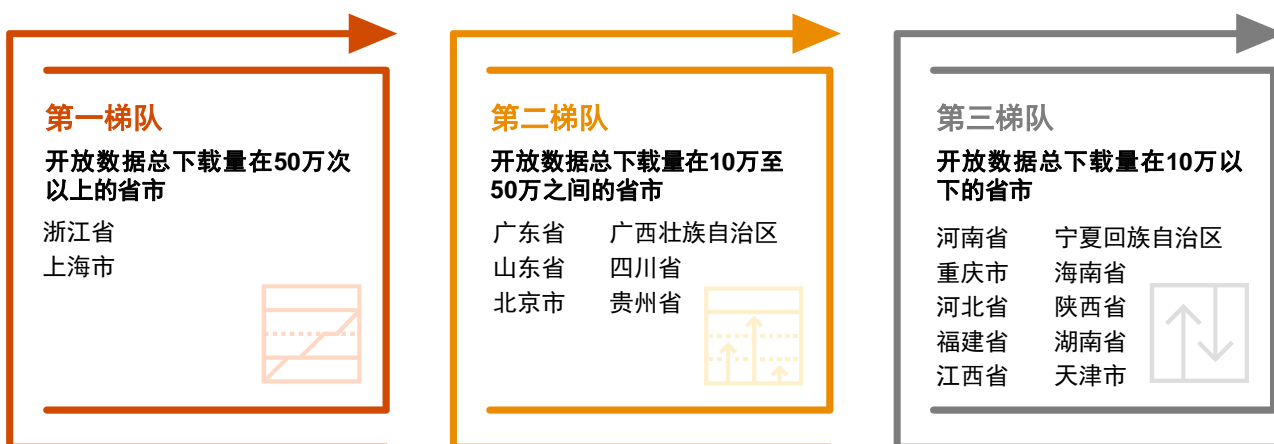 第一梯队
开放数据总下载量在50万次
以上的省市
浙江省
上海市
第二梯队
开放数据总下载量在10万至
50万之间的省市
广东省 广西壮族自治区
山东省 四川省
北京市 贵州省
第三梯队
开放数据总下载量在10万以
下的省市
河南省 宁夏回族自治区
重庆市 海南省
河北省 陕西省
福建省 湖南省
江西省 天津市